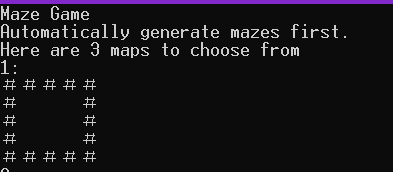 Maze Game
Automatically generate mazes first.
Here are 3 maps to choose from
1:
# # # # #
#       #
#       #
#       #
# # # # #